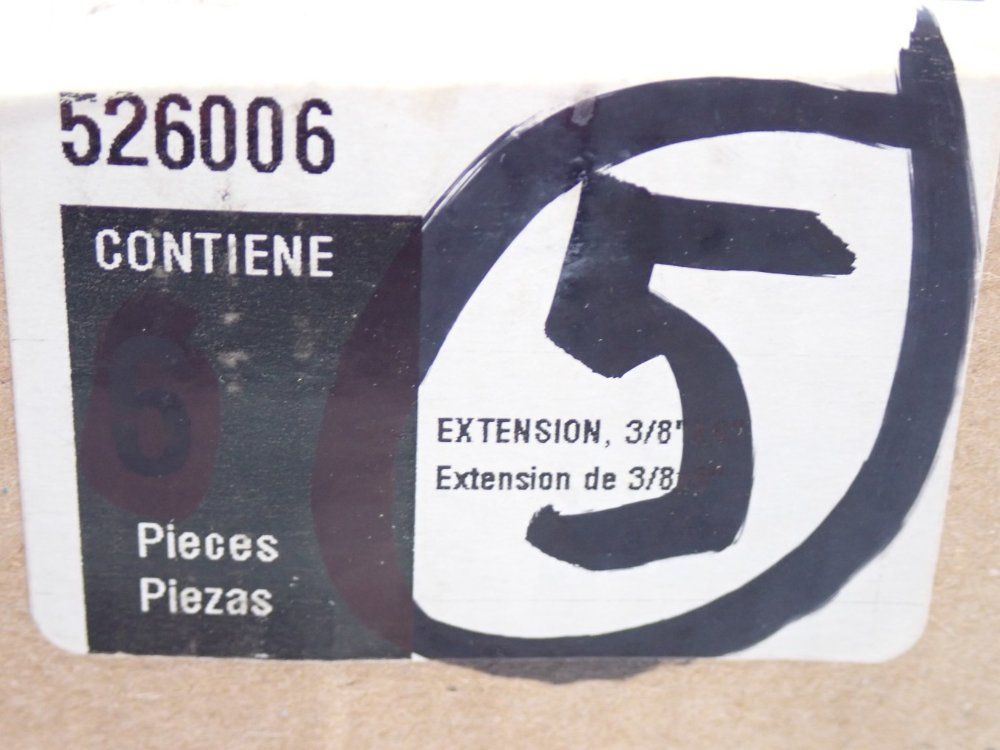 526006
CONTIENE
6
Pieces
Piezas
5
EXTENSION, 3/8"
Extension de 3/8